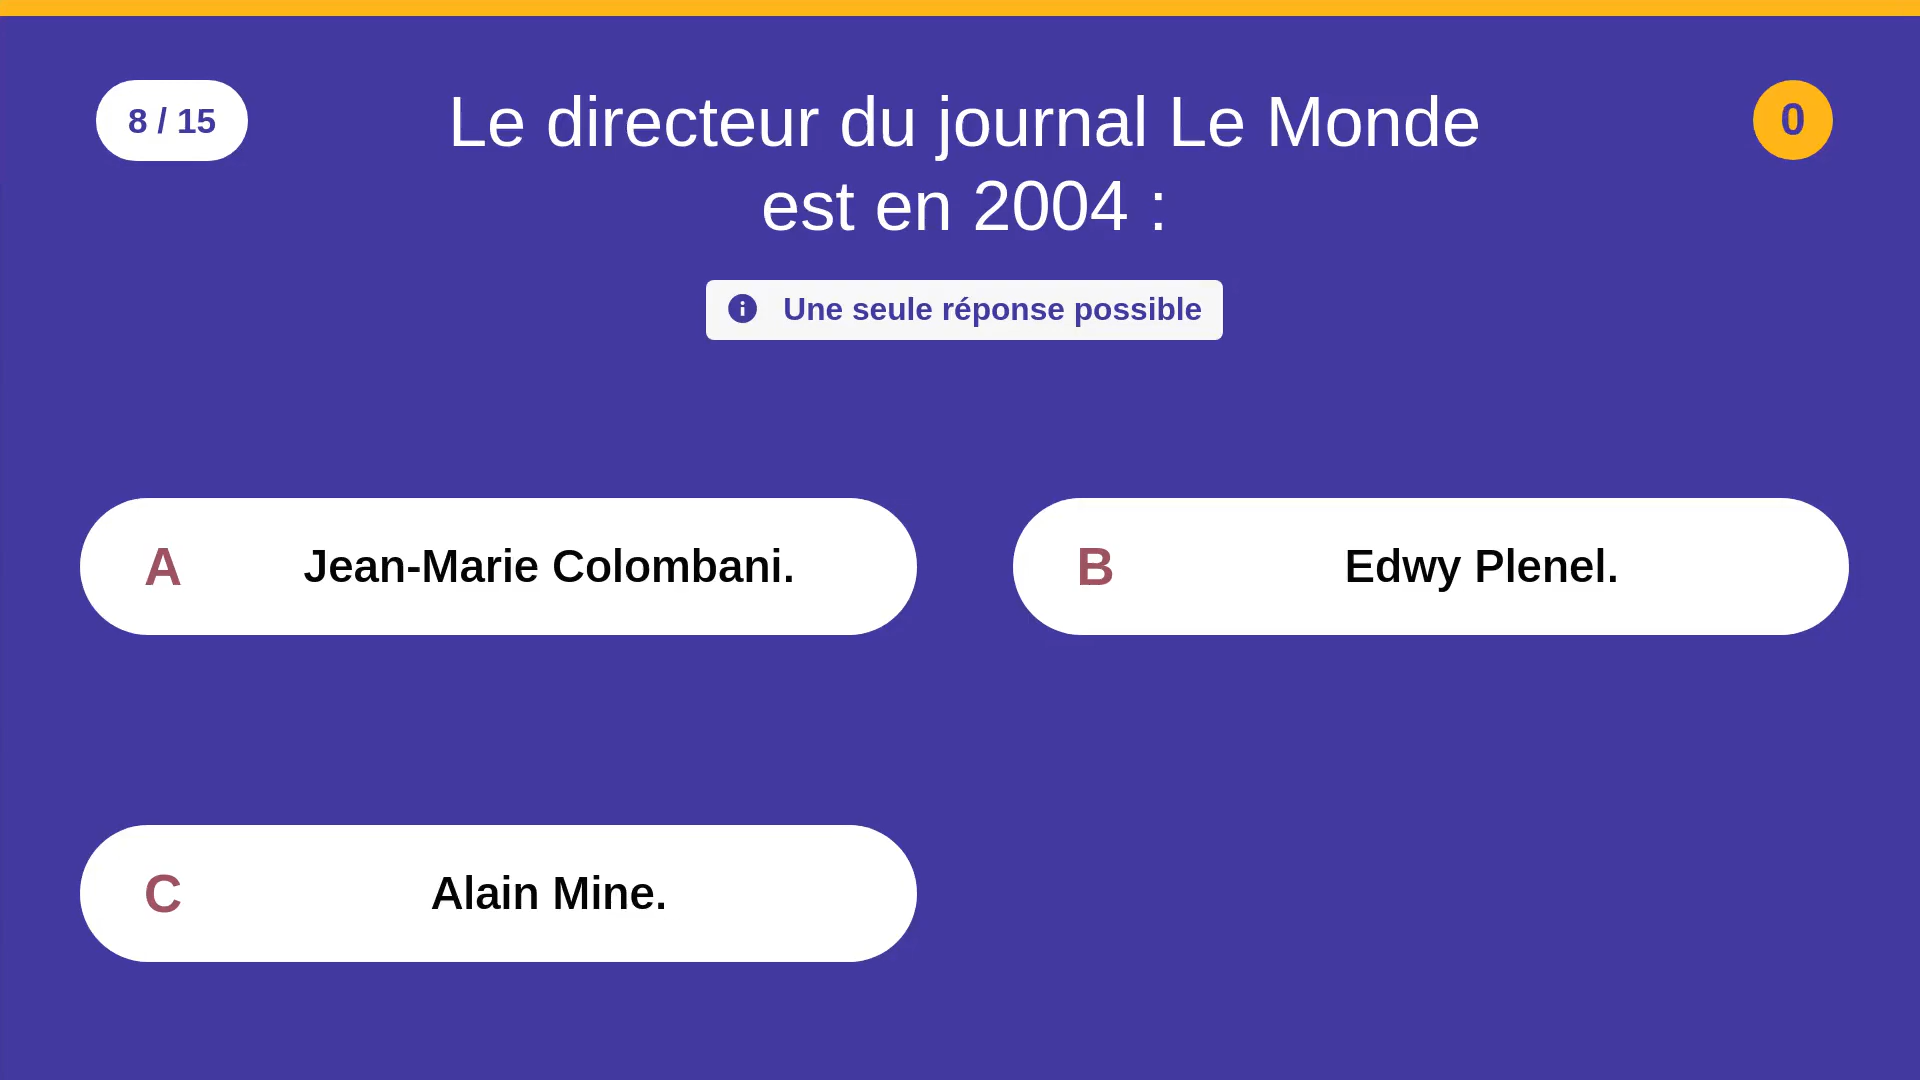 8 / 15
Le directeur du journal Le Monde
est en 2004 :
0
Une seule réponse possible
A
Jean-Marie Colombani.
B
Edwy Plenel.
C
Alain Mine.